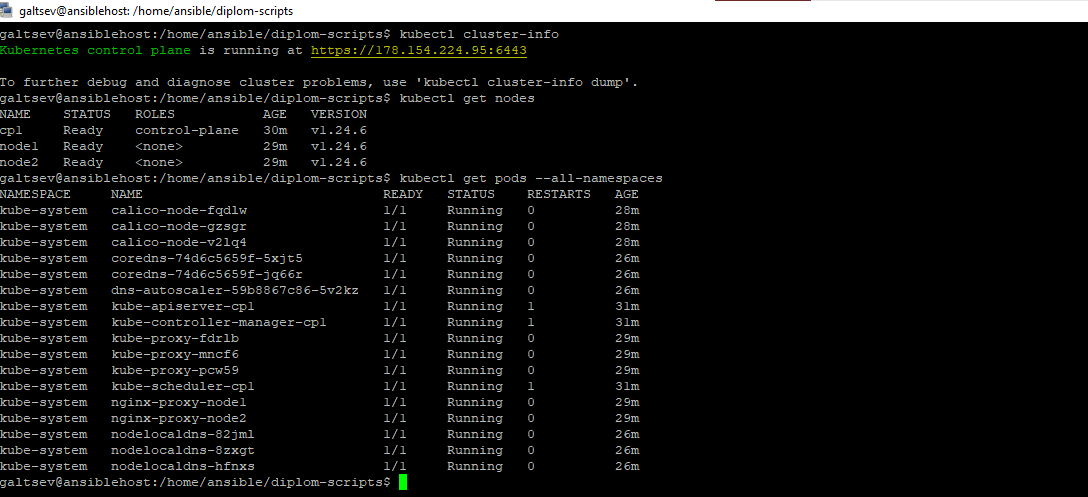 galtsev@ansiblehost: /home/ansible/diplom-scripts
galtsev@ansiblehost:/home/ansible/diplom-scripts$ kubectl cluster-info
Kubernetes control plane is running at https://178.154.224.95:6443
To further debug and diagnose cluster problems, use 'kubectl cluster-info dump'.
galtsev@ansiblehost:/home/ansible/diplom-scripts$ kubectl get nodes
NAME STATUS ROLES AGE VERSION
cp1 Ready control-plane 30m v1.24.6
node1 Ready <none> 29m v1.24.6
node2 Ready <none> 29m v1.24.6
galtsev@ansiblehost:/home/ansible/diplom-scripts$ kubectl get pods --all-namespaces
NAMESPACE NAME READY STATUS RESTARTS AGE
kube-system calico-node-fqdlw 1/1 Running 0 28m
kube-system calico-node-gzsgr 1/1 Running 0 28m
kube-system calico-node-v2lq4 1/1 Running 0 28m
kube-system coredns-74d6c5659f-5xjt5 1/1 Running 0 26m
kube-system coredns-74d6c5659f-jq66r 1/1 Running 0 26m
kube-system dns-autoscaler-59b8867c86-5v2kz 1/1 Running 0 26m
kube-system kube-apiserver-cp1 1/1 Running 1 31m
kube-system kube-controller-manager-cp1 1/1 Running 1 31m
kube-system kube-proxy-fdrlb 1/1 Running 0 29m
kube-system kube-proxy-mncf6 1/1 Running 0 29m
kube-system kube-proxy-pcw59 1/1 Running 0 29m
kube-system kube-scheduler-cp1 1/1 Running 1 31m
kube-system nginx-proxy-node1 1/1 Running 0 29m
kube-system nginx-proxy-node2 1/1 Running 0 29m
kube-system nodelocaldns-82jml 1/1 Running 0 26m
kube-system nodelocaldns-8zxgt 1/1 Running 0 26m
kube-system nodelocaldns-hfnxs 1/1 Running 0 26m
galtsev@ansiblehost:/home/ansible/diplom-scripts$